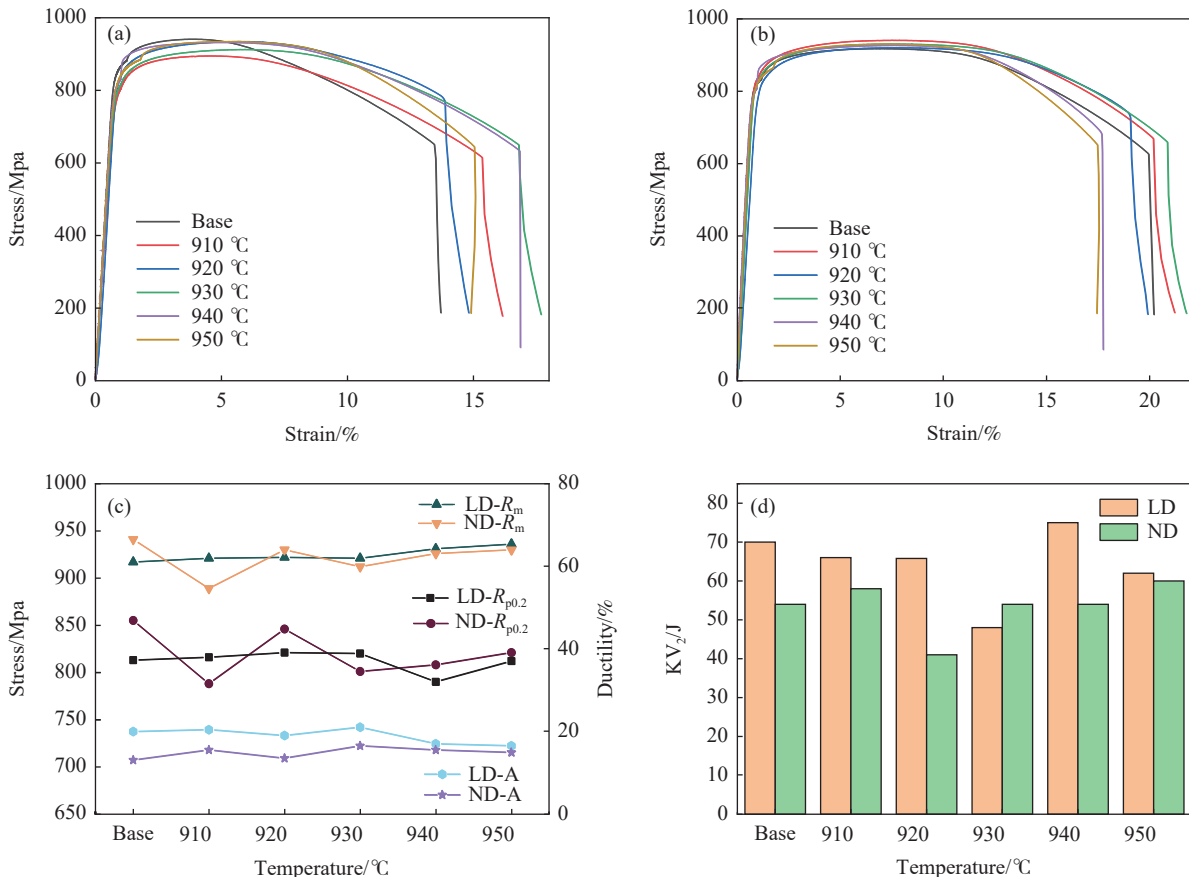 (a)
1000
800
600
400
200
0
Stress/Mpa
Base
910 ℃
920 ℃
930 ℃
940 ℃
950 ℃
0 5 10 15
Strain/%
(b)
1000
800
600
400
200
0
Stress/Mpa
Base
910 ℃
920 ℃
930 ℃
940 ℃
950 ℃
0 5 10 15 20
Strain/%
(c)
1000
950
900
850
800
750
700
650
Stress/Mpa
LD-Rm
ND-Rm
LD-Rp0.2
ND-Rp0.2
LD-A
ND-A
80
60
40
20
0
Ductility/%
Base 910 920 930 940 950
Temperature/℃
(d)
80
70
60
50
40
30
20
10
0
KV2/J
LD
ND
Base 910 920 930 940 950
Temperature/℃